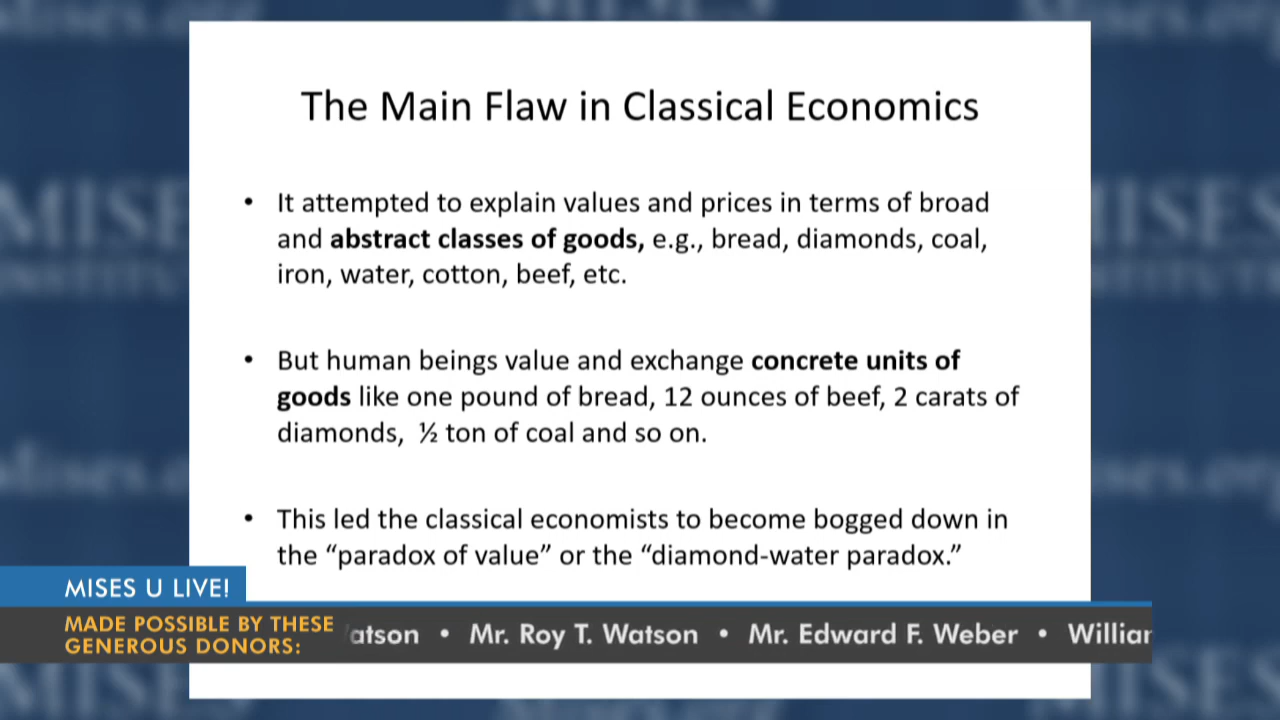 The Main Flaw in Classical Economics
• It attempted to explain values and prices in terms of broad
and abstract classes of goods, e.g., bread, diamonds, coal,
iron, water, cotton, beef, etc.
• But human beings value and exchange concrete units of
goods like one pound of bread, 12 ounces of beef, 2 carats of
diamonds, ½ ton of coal and so on.
• This led the classical economists to become bogged down in
the “paradox of value” or the “diamond-water paradox.”
MISES U LIVE!
MADE POSSIBLE BY THESE
GENEROUS DONORS:
atson • Mr. Roy T. Watson • Mr. Edward F. Weber •